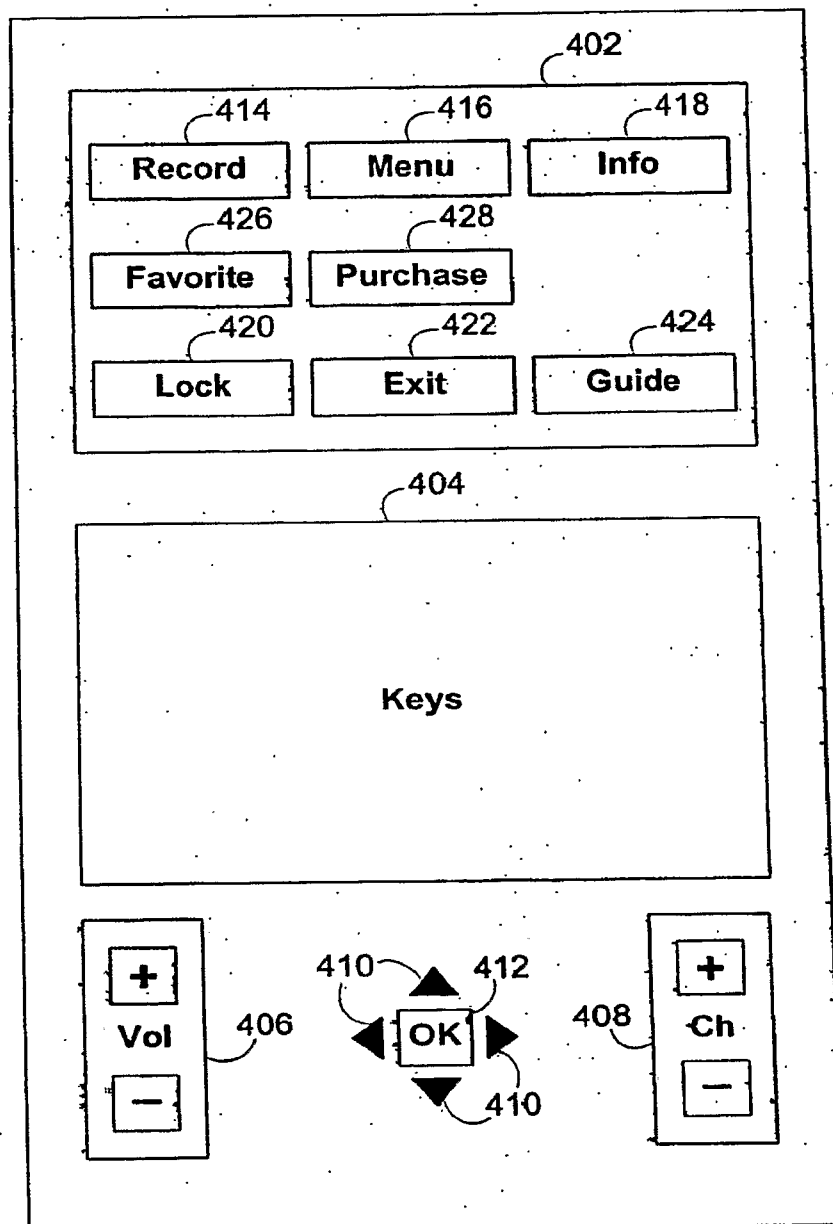 402
414 416 418
Record Menu Info
426 428
Favorite Purchase
420 422 424
Lock Exit Guide
404
Keys
+ 410 412 +
Vol 406 OK 408 Ch
− 410 −